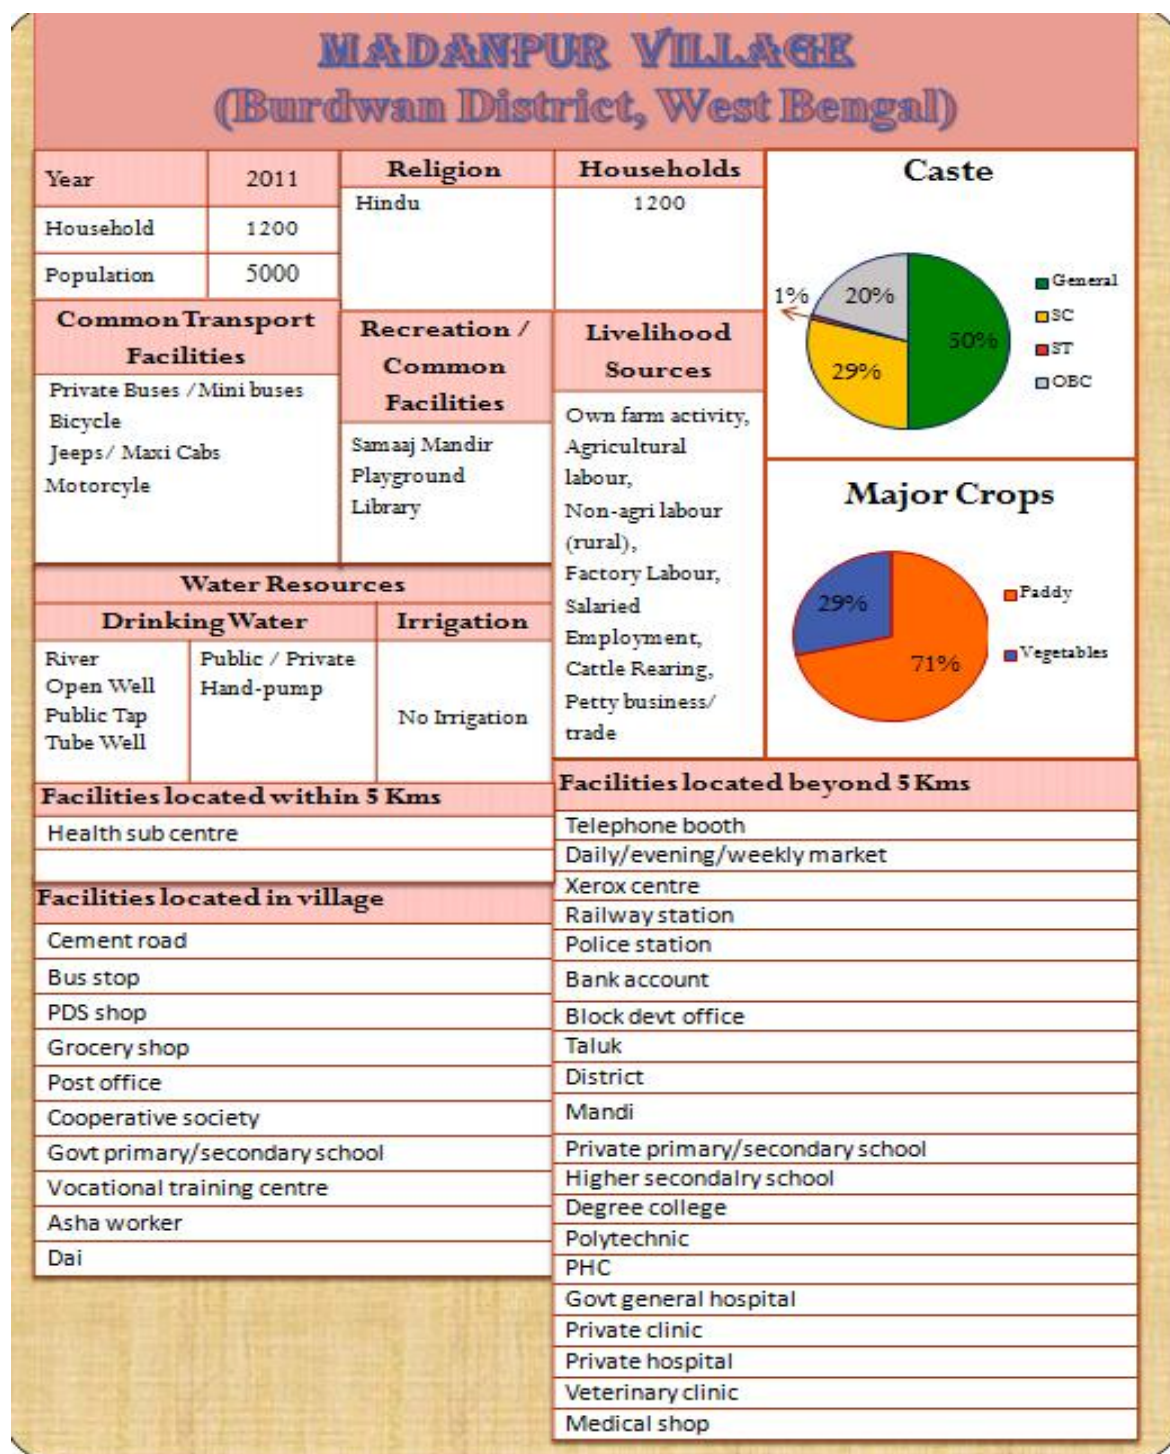 MADANPUR VILLAGE
(Burdwan District, West Bengal)
Year 2011
Household 1200
Population 5000
Religion
Hindu
Households
1200
Caste
1%
20%
50%
29%
General
SC
ST
OBC
Common Transport
Facilities
Private Buses / Mini buses
Bicycle
Jeeps/ Maxi Cabs
Motorcyle
Recreation /
Common
Facilities
Samaaj Mandir
Playground
Library
Livelihood
Sources
Own farm activity,
Agricultural
labour,
Non-agri labour
(rural),
Factory Labour,
Salaried
Employment,
Cattle Rearing,
Petty business/
trade
Major Crops
29%
71%
Paddy
Vegetables
Water Resources
Drinking Water
Irrigation
River
Open Well
Public Tap
Tube Well
Public / Private
Hand-pump
No Irrigation
Facilities located within 5 Kms
Health sub centre
Facilities located in village
Cement road
Bus stop
PDS shop
Grocery shop
Post office
Cooperative society
Govt primary/secondary school
Vocational training centre
Asha worker
Dai
Facilities located beyond 5 Kms
Telephone booth
Daily/evening/weekly market
Xerox centre
Railway station
Police station
Bank account
Block devt office
Taluk
District
Mandi
Private primary/secondary school
Higher secondalry school
Degree college
Polytechnic
PHC
Govt general hospital
Private clinic
Private hospital
Veterinary clinic
Medical shop